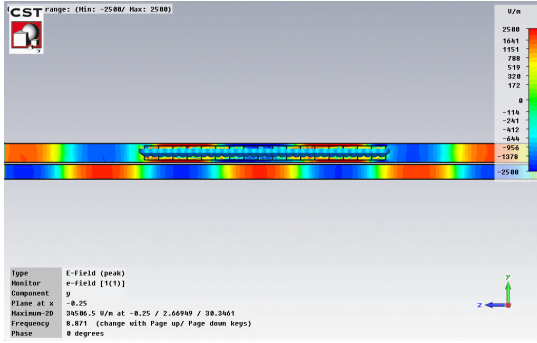 CST
range: (Min: -2500/ Max: 2500)
V/m
2500
1641
1151
788
519
320
172
0
-114
-241
-412
-644
-956
-1378
-2500
Type E-Field (peak)
Monitor e-field [1(1)]
Component y
Plane at x -0.25
Maximum-2D 34506.5 V/m at -0.25 / 2.66949 / 30.3461
Frequency 8.871 (change with Page up/ Page down keys)
Phase 0 degrees
y
z